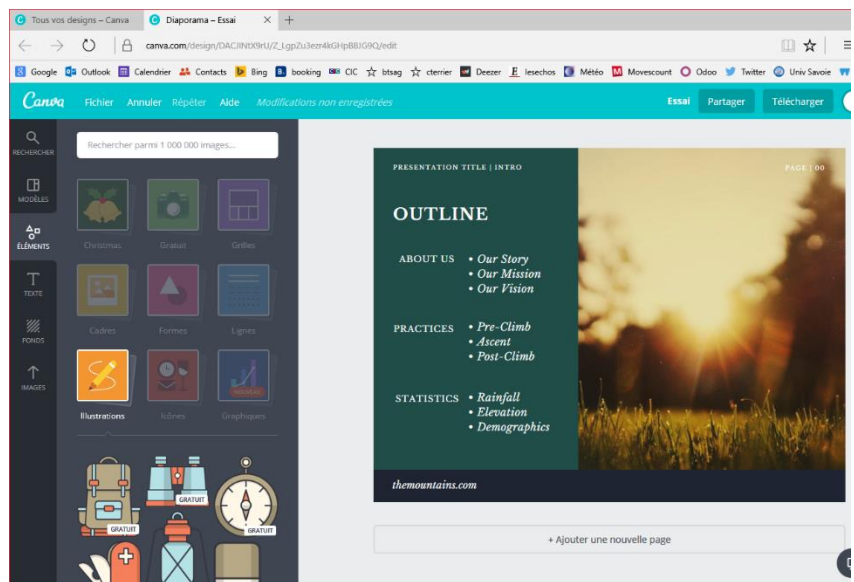 Tous vos designs – Canva
Diaporama – Essai
canva.com/design/DACJINtX9rU/Z_LgpZu3ezr4kGHpB8JG9Q/edit
Google Outlook Calendrier Contacts Bing booking CIC btsag cterrier Deezer lesechos Météo Movescount Odoo Twitter Univ Savoie
Canva Fichier Annuler Répéter Aide Modifications non enregistrées Essai Partager Télécharger
RECHERCHER
MODÈLES
ÉLÉMENTS
TEXTE
FONDS
IMAGES
Rechercher parmi 1 000 000 images...
Christmas Gratuit Grilles
Cadres Formes Lignes
NOUVEAU
Illustrations Icônes Graphiques
GRATUIT
GRATUIT
GRATUIT
PRESENTATION TITLE | INTRO
PAGE | 00
OUTLINE
ABOUT US • Our Story
• Our Mission
• Our Vision
PRACTICES • Pre-Climb
• Ascent
• Post-Climb
STATISTICS • Rainfall
• Elevation
• Demographics
themountains.com
+ Ajouter une nouvelle page